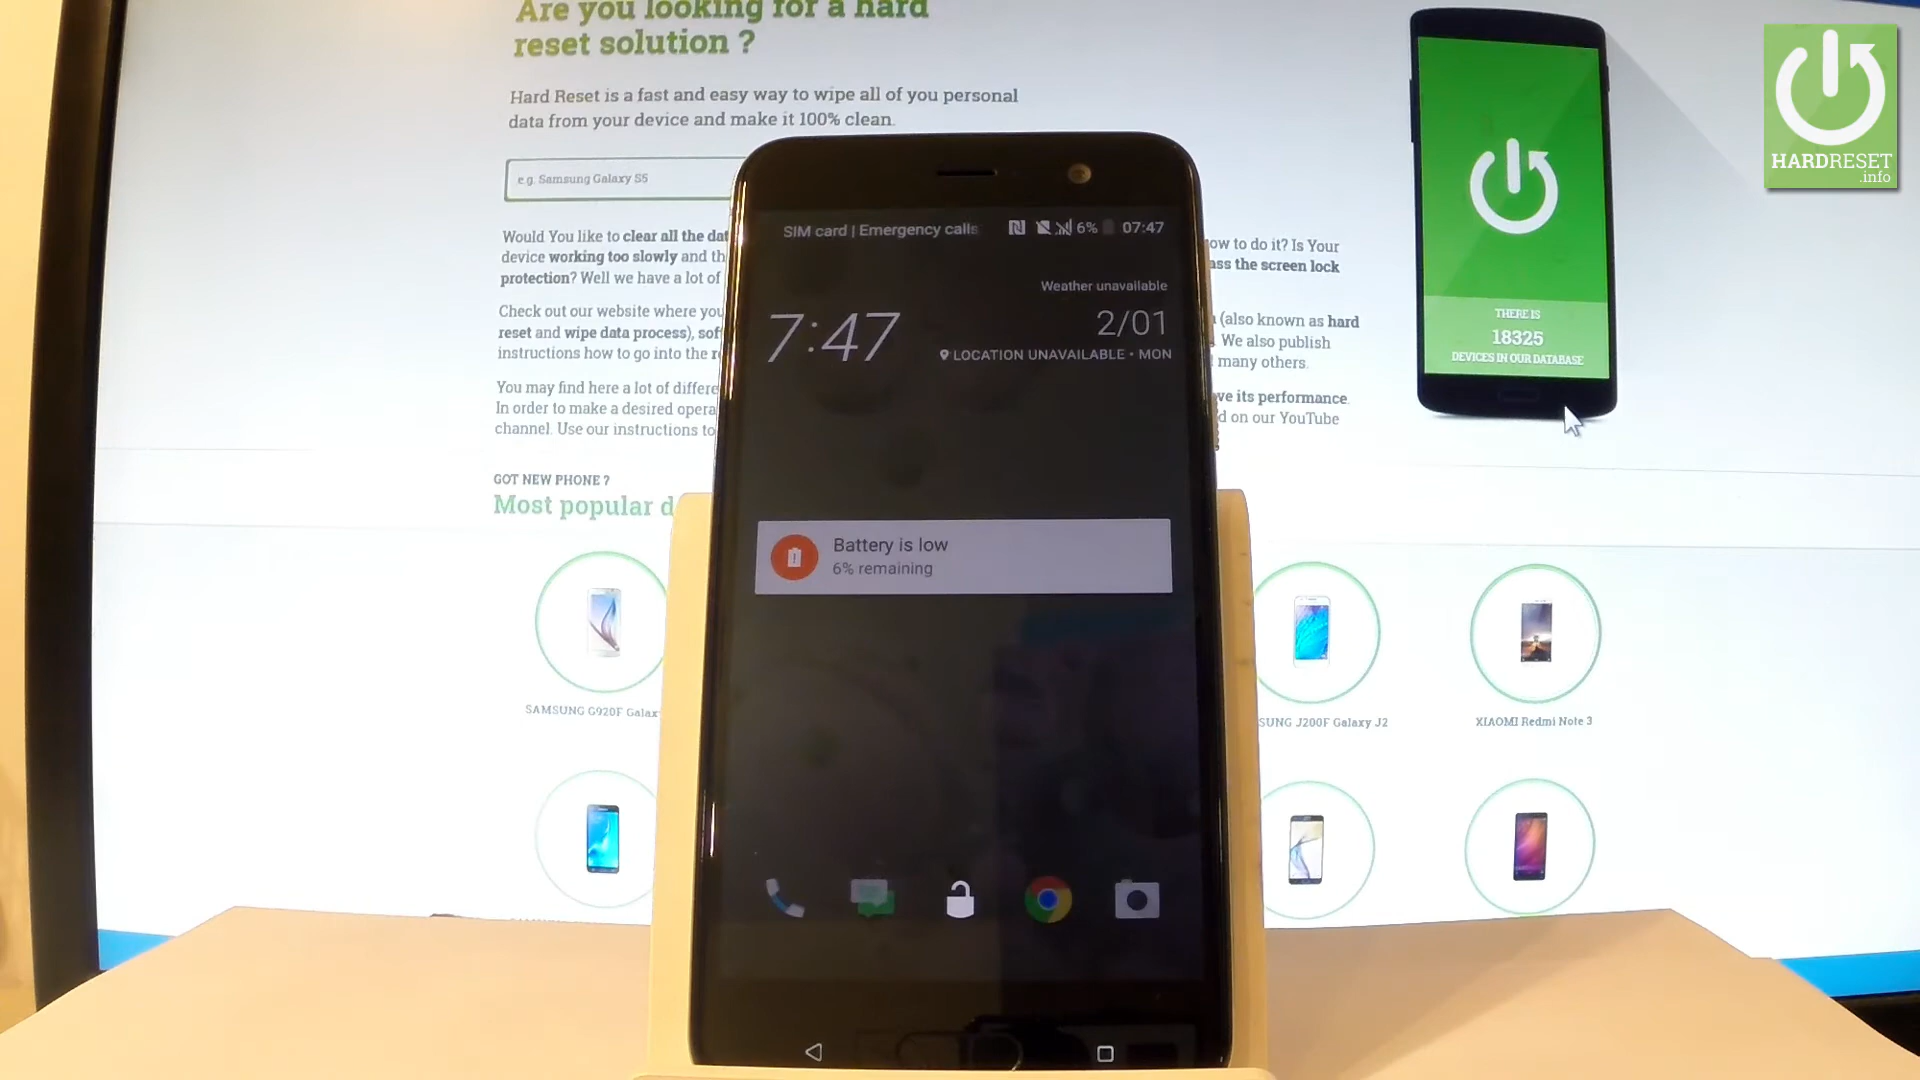 Are you looking for a hard
reset solution ?
Hard Reset is a fast and easy way to wipe all of you personal
data from your device and make it 100% clean.
e.g. Samsung Galaxy S5
Would You like to clear all the dat
device working too slowly and th
protection? Well we have a lot of
ow to do it? Is Your
ass the screen lock
Check out our website where you
reset and wipe data process), sof
instructions how to go into the r
(also known as hard
. We also publish
many others.
You may find here a lot of differe
In order to make a desired opera
channel. Use our instructions to
ve its performance.
d on our YouTube
GOT NEW PHONE ?
Most popular d
SAMSUNG G920F Galax
SUNG J200F Galaxy J2
XIAOMI Redmi Note 3
THERE IS
18325
DEVICES IN OUR DATABASE
HARDRESET
.info
SIM card | Emergency calls
6%
07:47
Weather unavailable
7:47
2/01
LOCATION UNAVAILABLE • MON
Battery is low
6% remaining